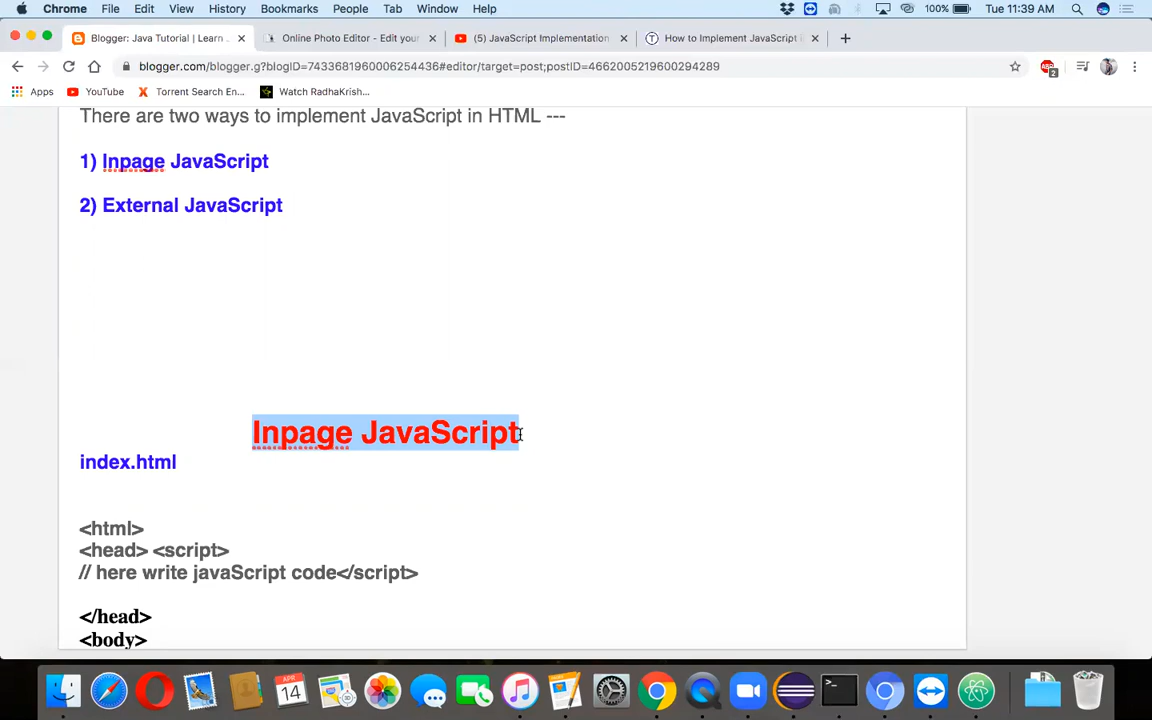 Chrome File Edit View History Bookmarks People Tab Window Help 100% Tue 11:39 AM
Blogger: Java Tutorial | Learn Online Photo Editor - Edit your (5) JavaScript Implementation How to Implement JavaScript
blogger.com/blogger.g?blogID=7433681960006254436#editor/target=post;postID=4662005219600294289
Apps YouTube Torrent Search En... Watch RadhaKrish...
There are two ways to implement JavaScript in HTML ---
1) Inpage JavaScript
2) External JavaScript
Inpage JavaScript
index.html
<html>
<head> <script>
// here write javaScript code</script>
</head>
<body>
APR
14